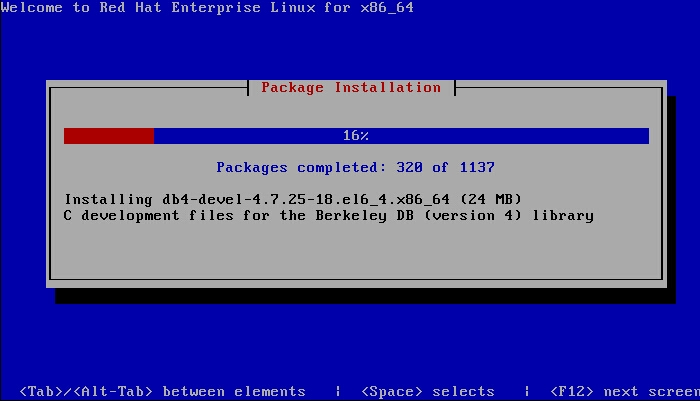 Welcome to Red Hat Enterprise Linux for x86_64
Package Installation
16%
Packages completed: 320 of 1137
Installing db4-devel-4.7.25-18.el6_4.x86_64 (24 MB)
C development files for the Berkeley DB (version 4) library
<Tab>/<Alt-Tab> between elements | <Space> selects | <F12> next screen